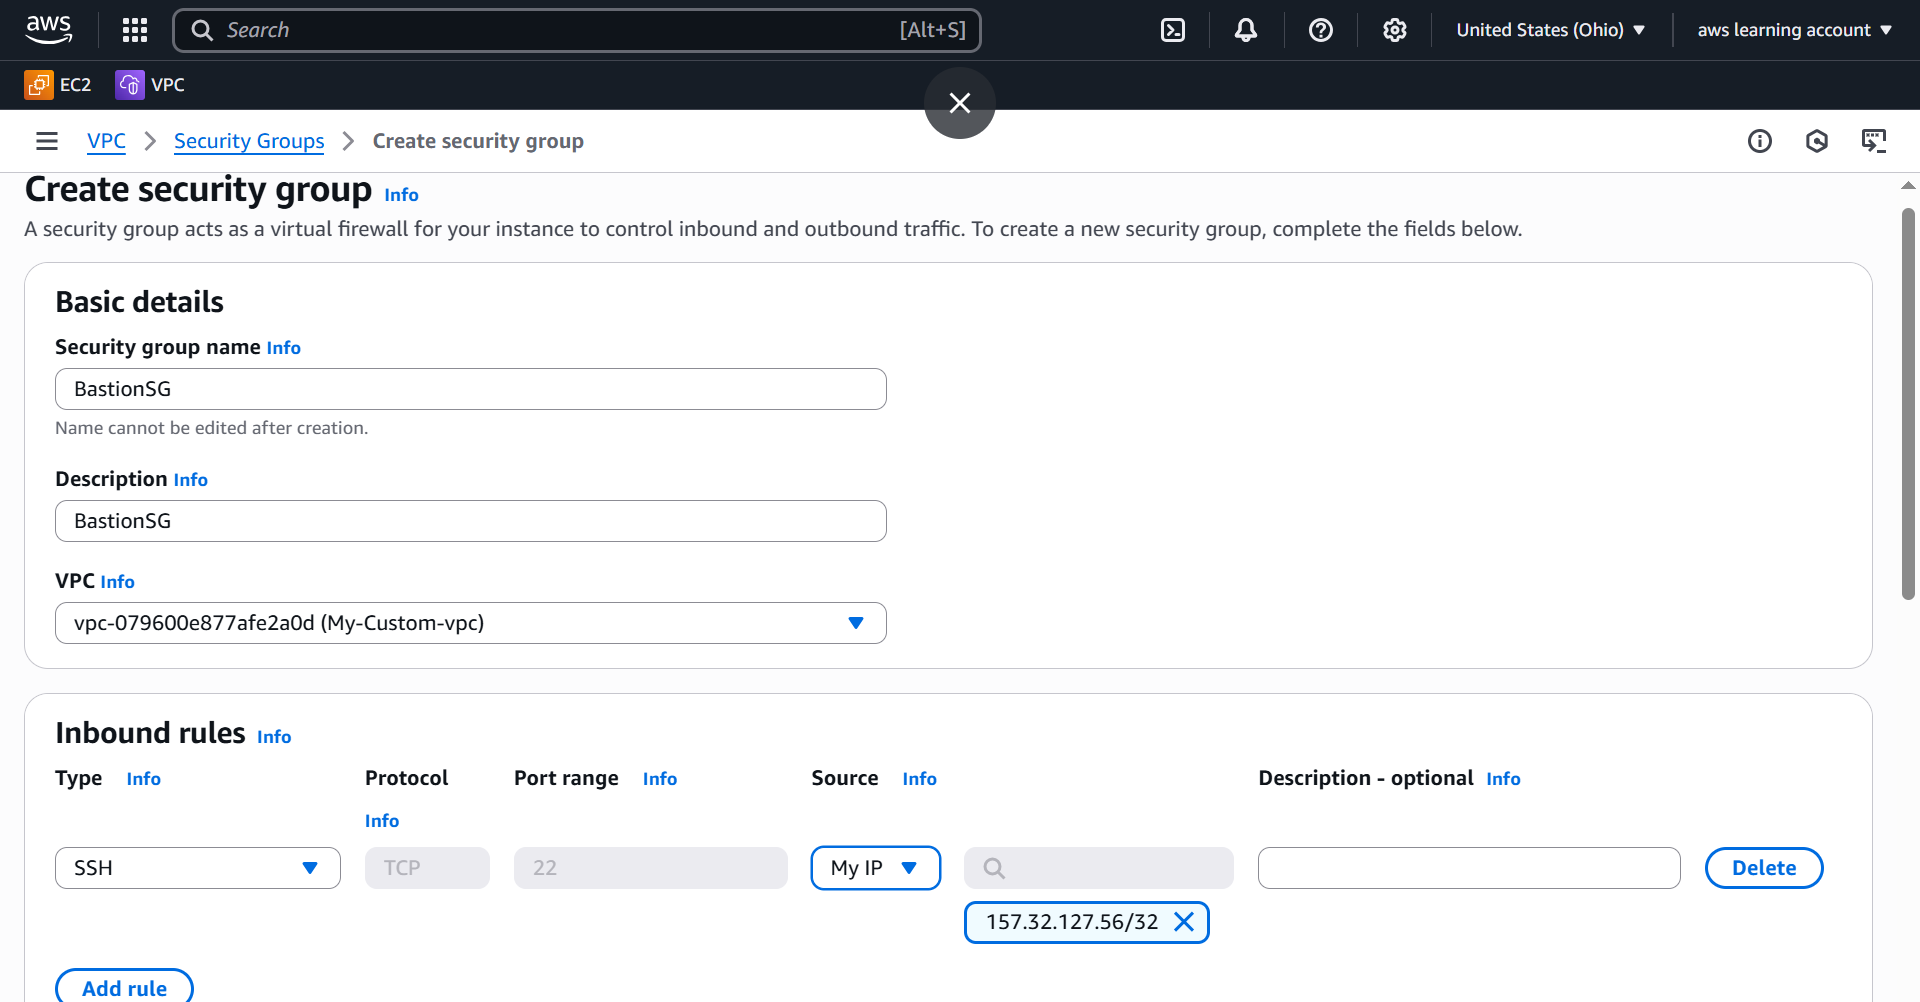 aws
Search [Alt+S]
United States (Ohio)
aws learning account
EC2
VPC
VPC
Security Groups
Create security group
Create security group Info
A security group acts as a virtual firewall for your instance to control inbound and outbound traffic. To create a new security group, complete the fields below.
Basic details
Security group name Info
BastionSG
Name cannot be edited after creation.
Description Info
BastionSG
VPC Info
vpc-079600e877afe2a0d (My-Custom-vpc)
Inbound rules Info
Type Info Protocol Info Port range Info Source Info Description - optional Info
SSH TCP 22 My IP Delete
157.32.127.56/32
Add rule